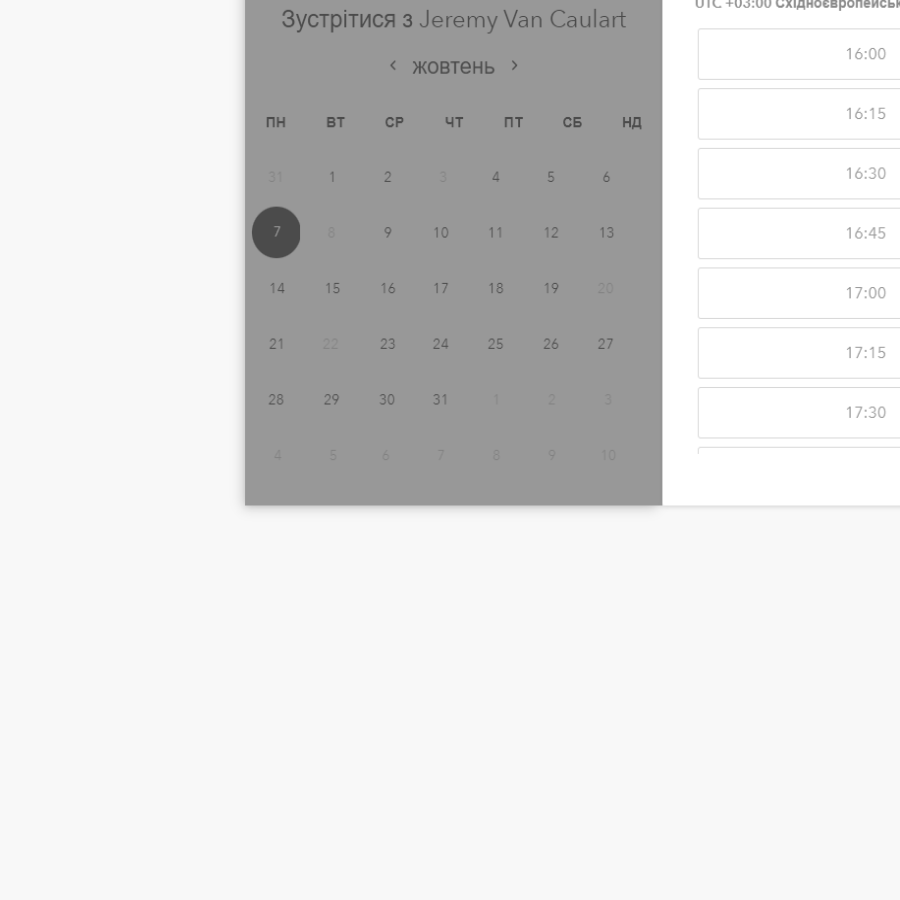 Зустрітися з Jeremy Van Caulart
< жовтень >
ПН ВТ СР ЧТ ПТ СБ НД
31 1 2 3 4 5 6
7 8 9 10 11 12 13
14 15 16 17 18 19 20
21 22 23 24 25 26 27
28 29 30 31 1 2 3
4 5 6 7 8 9 10
UTC +03:00
16:00
16:15
16:30
16:45
17:00
17:15
17:30